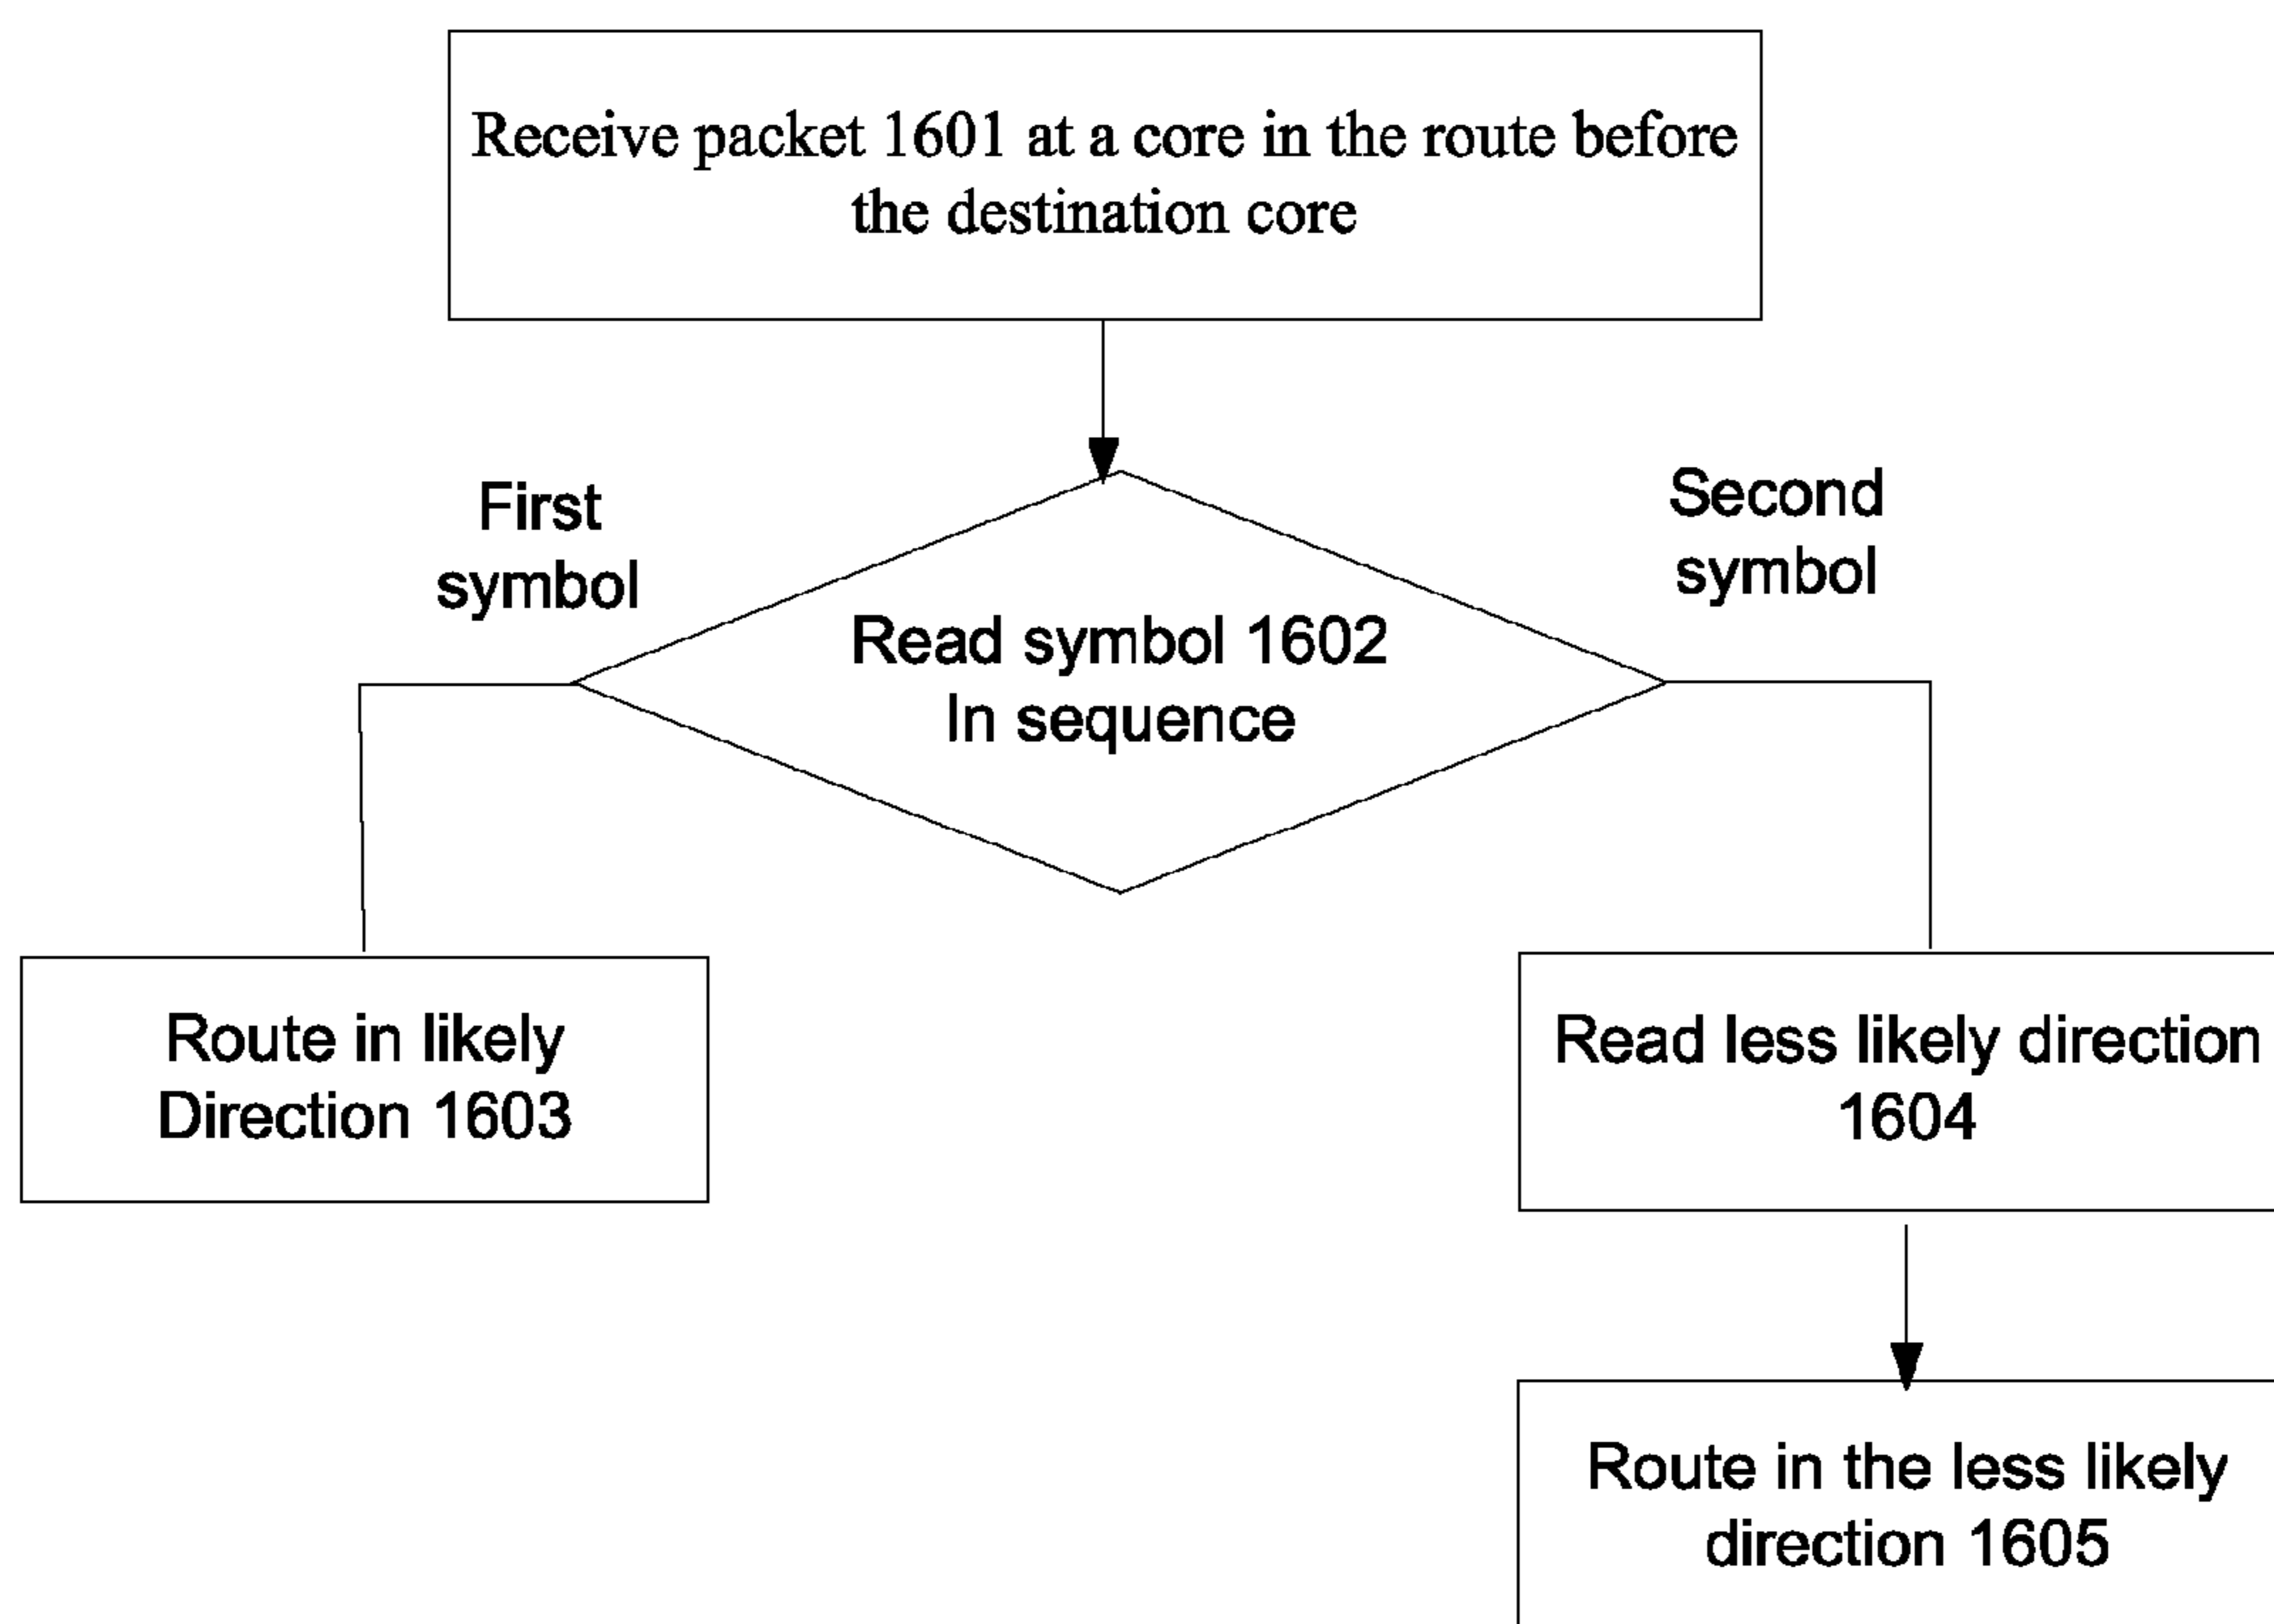 Receive packet 1601 at a core in the route before
the destination core
First
symbol
Second
symbol
Read symbol 1602
In sequence
Route in likely
Direction 1603
Read less likely direction
1604
Route in the less likely
direction 1605